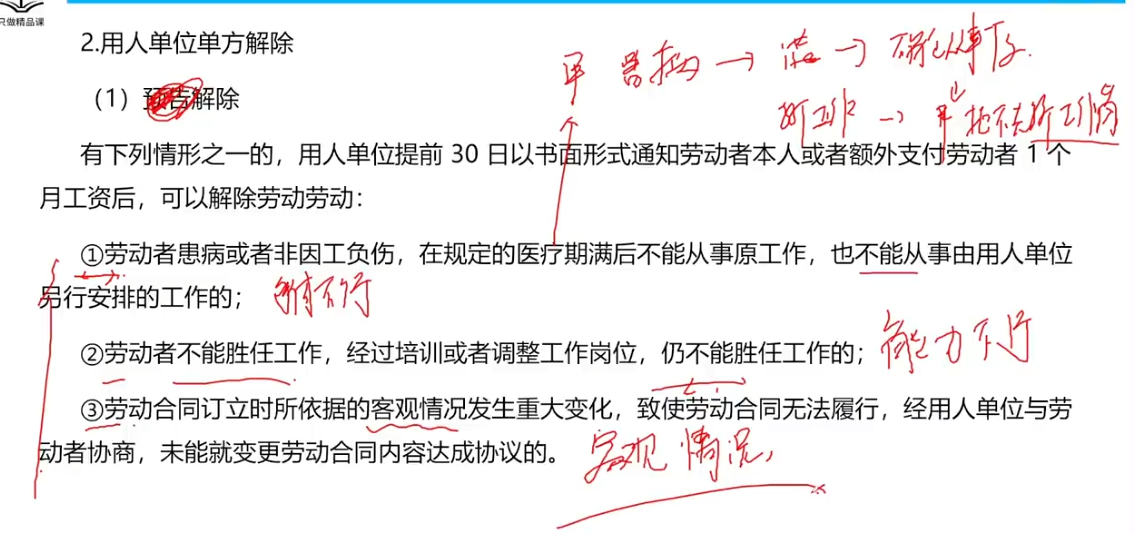 只做精品课
2.用人单位单方解除
（1）预告解除
有下列情形之一的，用人单位提前 30 日以书面形式通知劳动者本人或者额外支付劳动者 1 个
月工资后，可以解除劳动劳动：
①劳动者患病或者非因工负伤，在规定的医疗期满后不能从事原工作，也不能从事由用人单位
另行安排的工作的；
②劳动者不能胜任工作，经过培训或者调整工作岗位，仍不能胜任工作的；
能力不行
③劳动合同订立时所依据的客观情况发生重大变化，致使劳动合同无法履行，经用人单位与劳
动者协商，未能就变更劳动合同内容达成协议的。
客观情况